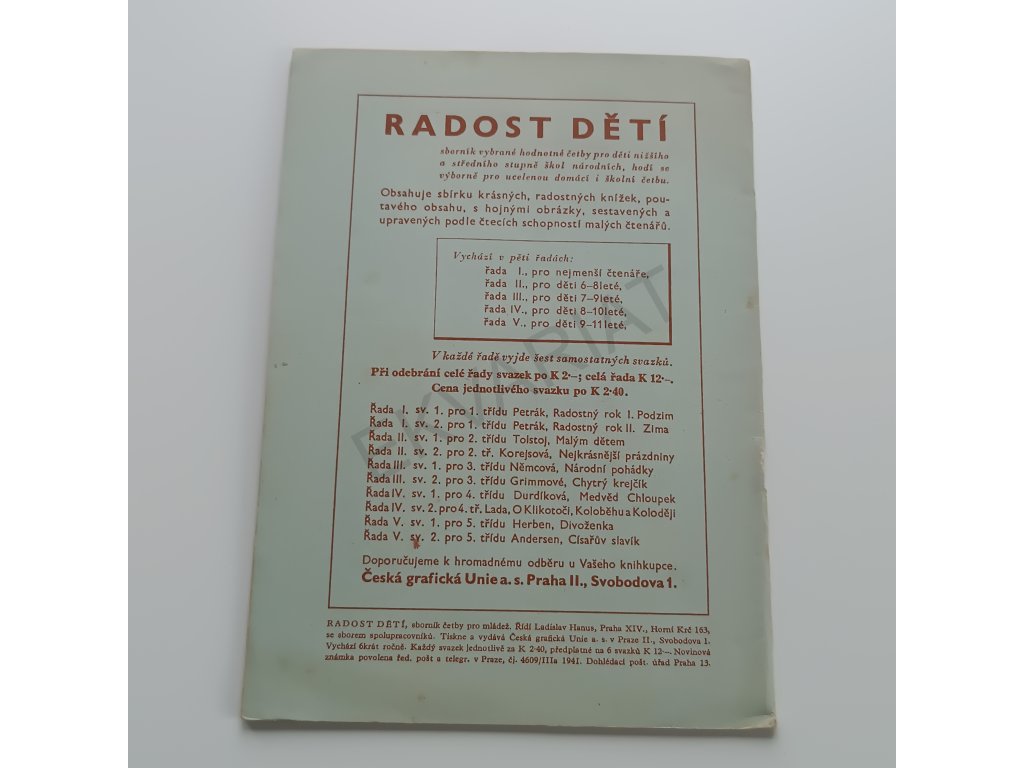 RADOST DĚTÍ
sborník vybrané hodnotné četby pro děti nižšího
a středního stupně škol národních, hodí se
výborně pro ucelenou domácí i školní četbu.
Obsahuje sbírku krásných, radostných knížek, pou-
tavého obsahu, s hojnými obrázky, sestavených a
upravených podle čtecích schopností malých čtenářů.
Vychází v pěti řadách:
řada I., pro nejmenší čtenáře,
řada II., pro děti 6–8leté,
řada III., pro děti 7–9leté,
řada IV., pro děti 8–10leté,
řada V., pro děti 9–11leté,
V každé řadě vyjde šest samostatných svazků.
Při odebrání celé řady svazek po K 2·–; celá řada K 12·–.
Cena jednotlivého svazku po K 2·40.
Řada I. sv. 1. pro 1. třídu Petrák, Radostný rok I. Podzim
Řada I. sv. 2. pro 1. třídu Petrák, Radostný rok II. Zima
Řada II. sv. 1. pro 2. třídu Tolstoj, Malým dětem
Řada II. sv. 2. pro 2. tř. Korejsová, Nejkrásnější prázdniny
Řada III. sv. 1. pro 3. třídu Němcová, Národní pohádky
Řada III. sv. 2. pro 3. třídu Grimmové, Chytrý krejčík
Řada IV. sv. 1. pro 4. třídu Durdíková, Medvěd Chloupek
Řada IV. sv. 2. pro 4. tř. Lada, O Klikotoči, Koloběhu a Koloději
Řada V. sv. 1. pro 5. třídu Herben, Divoženka
Řada V. sv. 2. pro 5. třídu Andersen, Císařův slavík
Doporučujeme k hromadnému odběru u Vašeho knihkupce.
Česká grafická Unie a. s. Praha II., Svobodova 1.
RADOST DĚTÍ, sborník četby pro mládež. Řídí Ladislav Hanus, Praha XIV., Horní Krč 163,
se sborem spolupracovníků. Tiskne a vydává Česká grafická Unie a. s. v Praze II., Svobodova 1.
Vychází 6krát ročně. Každý svazek jednotlivě za K 2·40, předplatné na 6 svazků K 12·–. Novinová
známka povolena řed. pošt a telegr. v Praze, čj. 4609/IIIa 1941. Dohlédací pošt. úřad Praha 13.
EKVARIAT